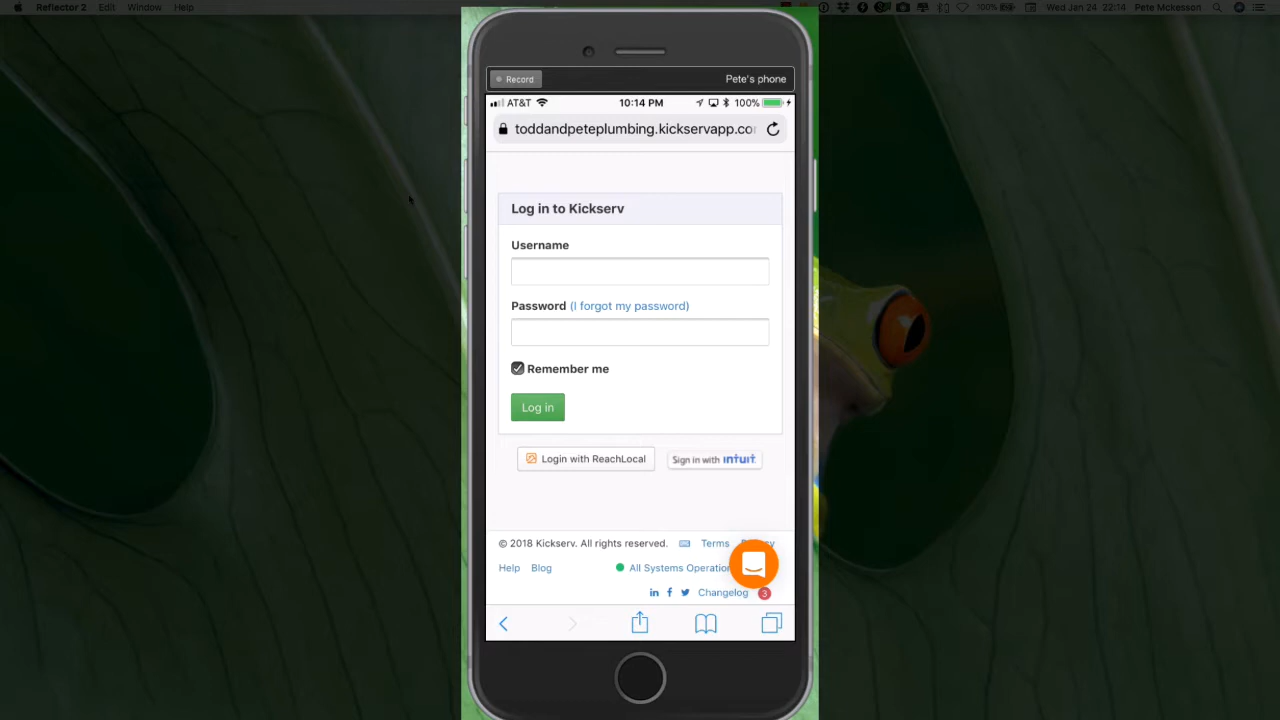 Reflector 2 Edit Window Help
100% Wed Jan 24 22:14 Pete Mckesson
Record Pete's phone
AT&T 10:14 PM 100%
toddandpeteplumbing.kickservapp.co
Log in to Kickserv
Username
Password (I forgot my password)
Remember me
Log in
Login with ReachLocal Sign in with intuit
© 2018 Kickserv. All rights reserved. Terms
Help Blog All Systems Operation
in f Changelog 3